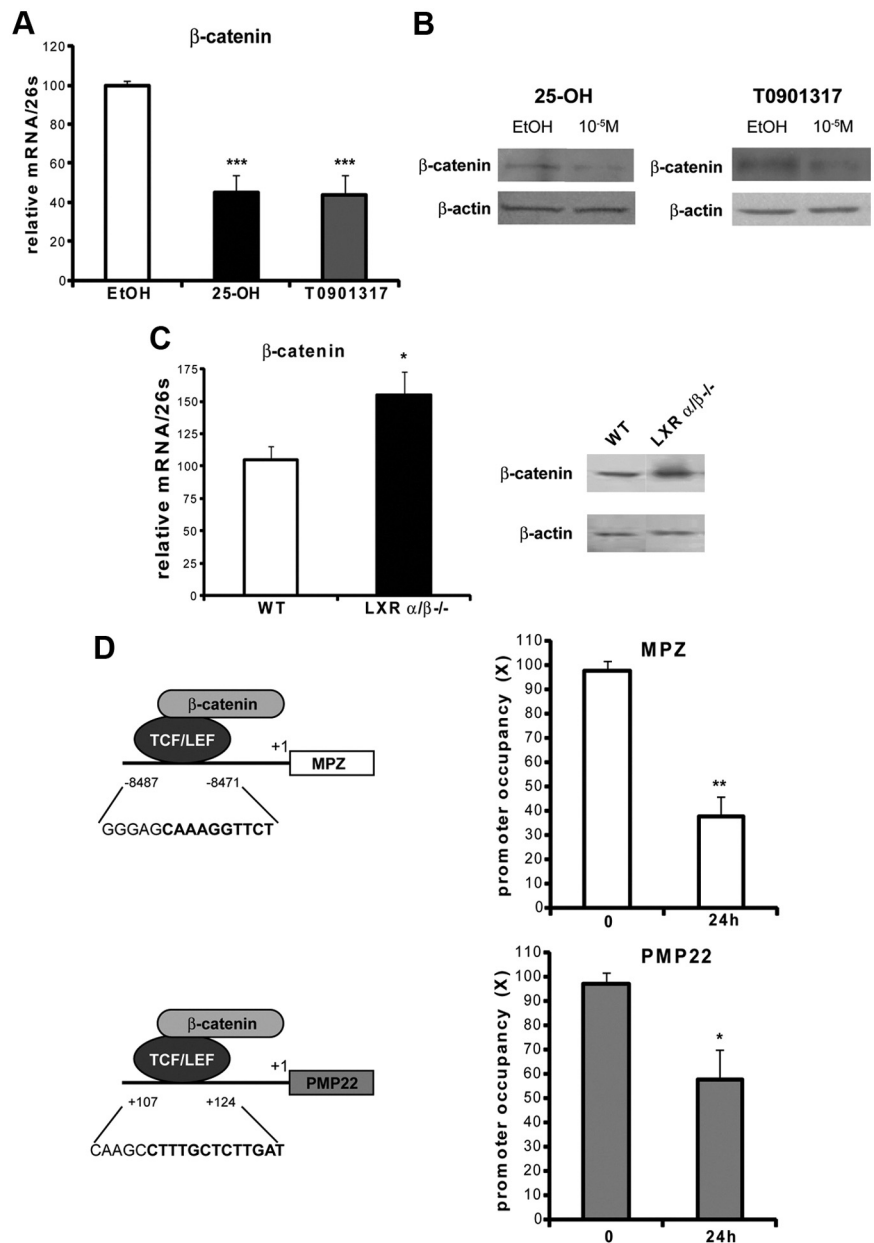 A
β-catenin
relative mRNA/26s
120
100
80
60
40
20
0
***
***
EtOH
25-OH
T0901317
B
25-OH
T0901317
EtOH
10⁻⁵M
EtOH
10⁻⁵M
β-catenin
β-catenin
β-actin
β-actin
C
β-catenin
relative mRNA/26s
175
150
125
100
75
50
25
0
*
WT
LXR α/β-/-
WT
LXR α/β-/-
β-catenin
β-actin
D
β-catenin
TCF/LEF
+1
MPZ
-8487
-8471
GGGAGCAAAGGTTCT
MPZ
promoter occupancy (X)
110
100
90
80
70
60
50
40
30
20
10
0
**
0
24h
β-catenin
TCF/LEF
+1
PMP22
+107
+124
CAAGCCTTTGCTCTTGAT
PMP22
promoter occupancy (X)
110
100
90
80
70
60
50
40
30
20
10
0
*
0
24h